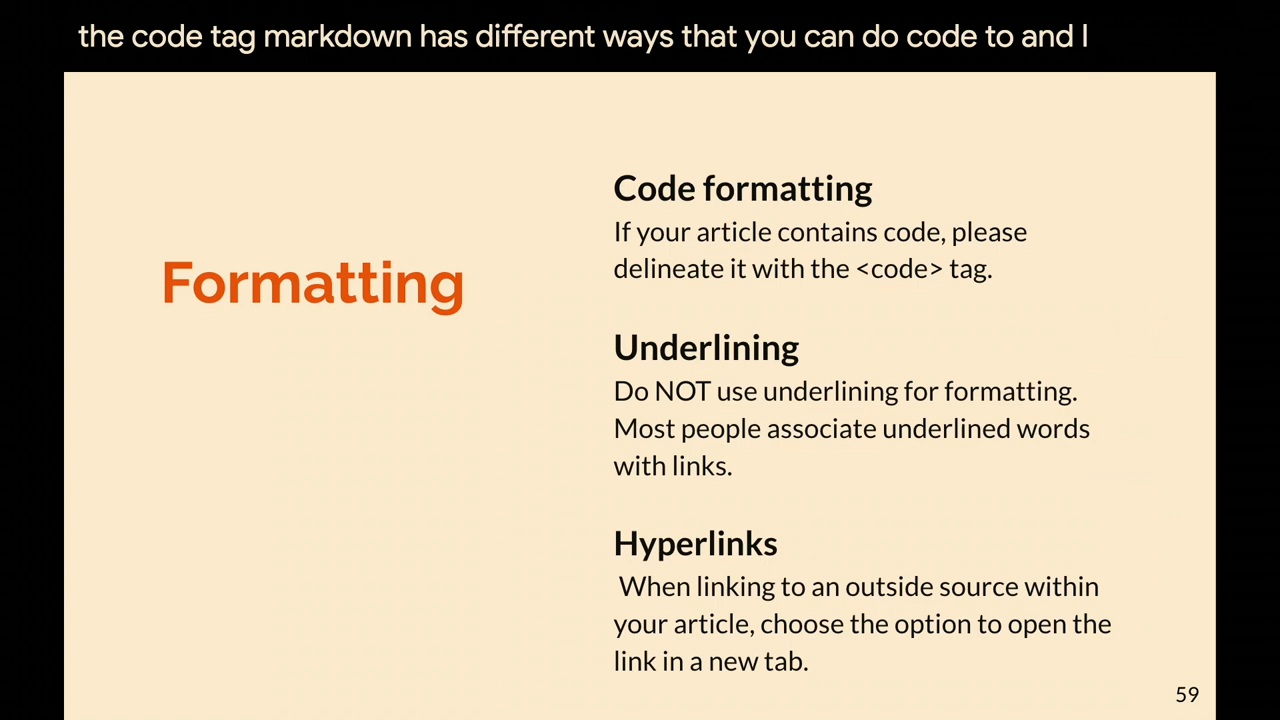 the code tag markdown has different ways that you can do code to and I
Formatting
Code formatting
If your article contains code, please
delineate it with the <code> tag.
Underlining
Do NOT use underlining for formatting.
Most people associate underlined words
with links.
Hyperlinks
When linking to an outside source within
your article, choose the option to open the
link in a new tab.
59